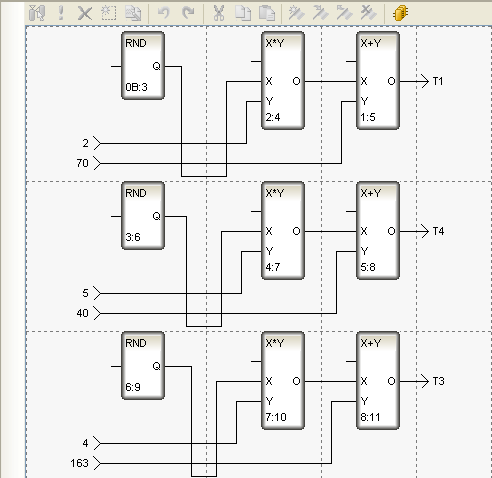 RND X*Y X+Y
Q X O X O T1
0B:3 Y Y
2:4 1:5
2
70
RND X*Y X+Y
Q X O X O T4
3:6 Y Y
4:7 5:8
5
40
RND X*Y X+Y
Q X O X O T3
6:9 Y Y
7:10 8:11
4
163